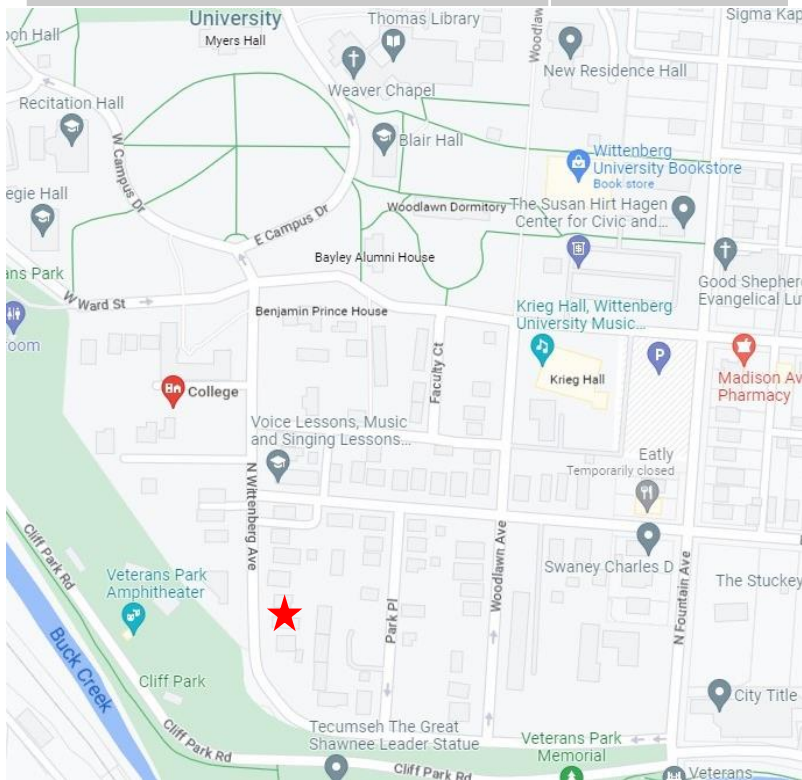 University
Myers Hall
Thomas Library
Woodlawn
Sigma Kap
och Hall
New Residence Hall
Weaver Chapel
Recitation Hall
W Campus Dr
Blair Hall
Wittenberg
University Bookstore
Book store
egie Hall
Woodlawn Dormitory
The Susan Hirt Hagen
Center for Civic and...
E Campus Dr
Bayley Alumni House
ans Park
Good Shepher
Evangelical Lu
W Ward St
Benjamin Prince House
Krieg Hall, Wittenberg
University Music...
room
Faculty Ct
P
Krieg Hall
Madison Av
Pharmacy
College
Voice Lessons, Music
and Singing Lessons...
Eatly
Temporarily closed
N Wittenberg Ave
Cliff Park Rd
Woodlawn Ave
Swaney Charles D
Veterans Park
Amphitheater
The Stuckey
N Fountain Ave
Park Pl
Buck Creek
Cliff Park
City Title
Tecumseh The Great
Shawnee Leader Statue
Veterans Park
Memorial
Cliff Park Rd
Cliff Park Rd
Veterans